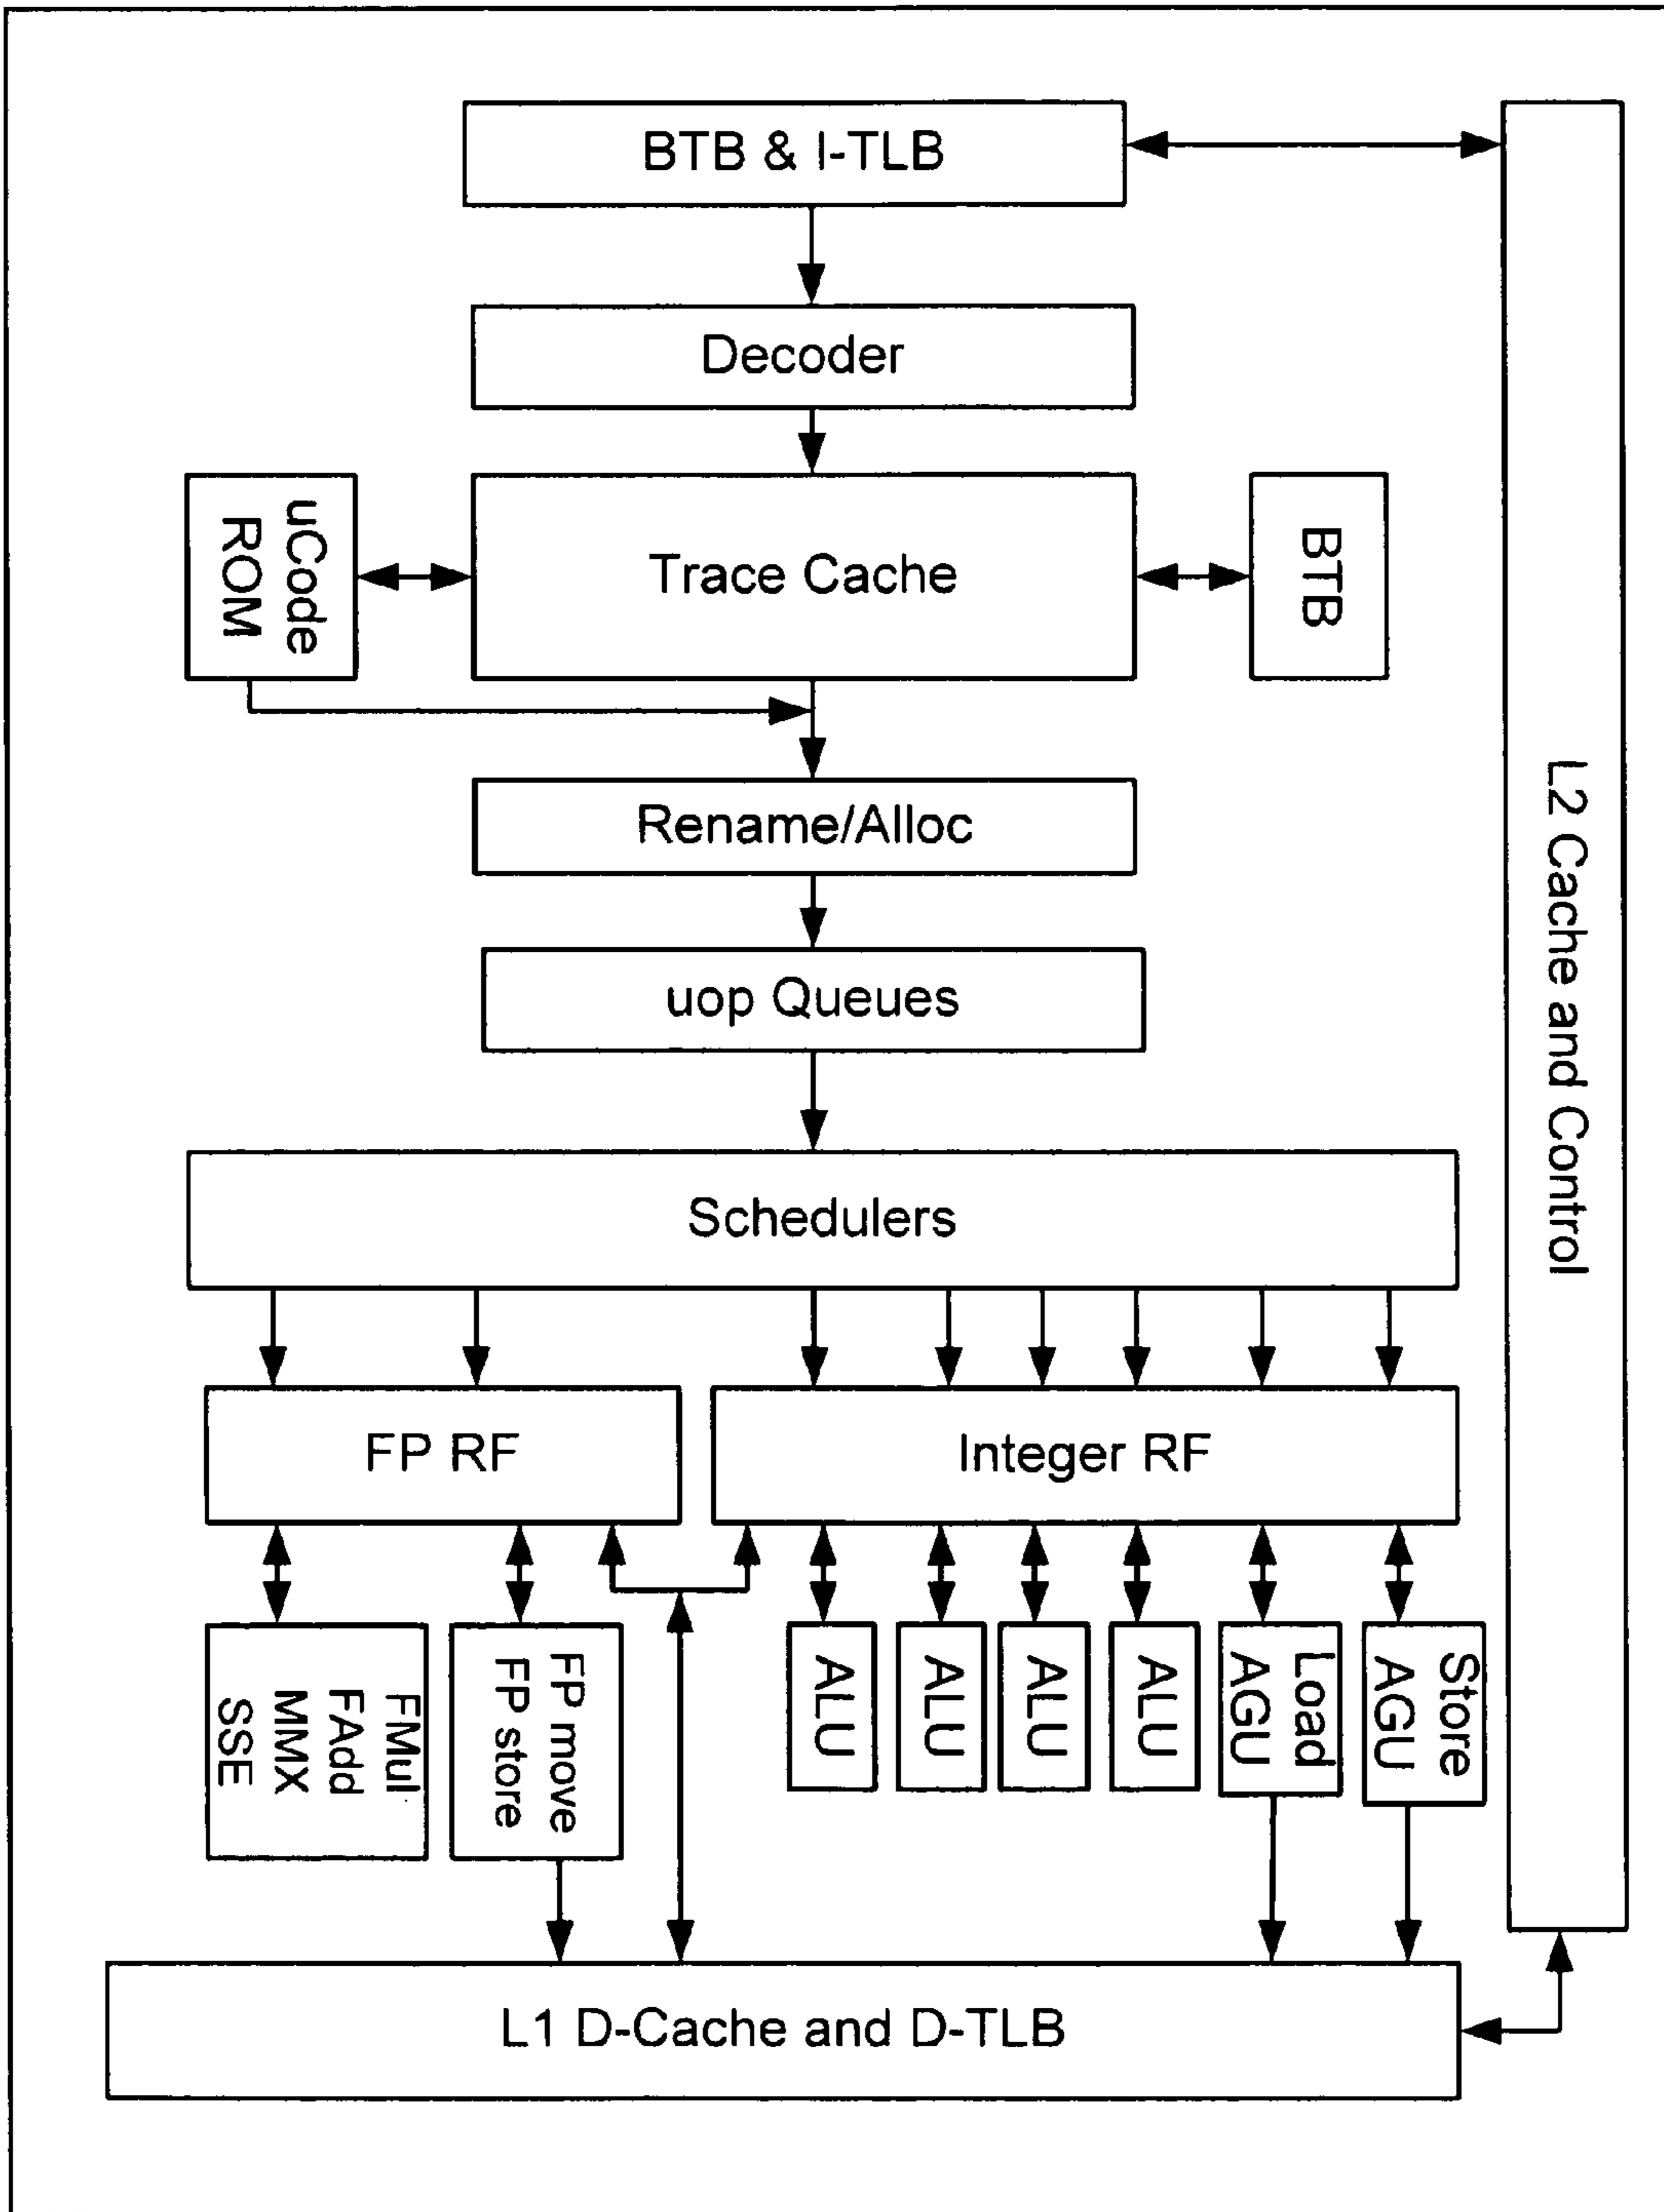 BTB & I-TLB
Decoder
uCode
ROM
Trace Cache
BTB
Rename/Alloc
uop Queues
L2 Cache and Control
Schedulers
FP RF
Integer RF
FMul
FAdd
MMX
SSE
FP move
FP store
ALU
ALU
ALU
ALU
Load
AGU
Store
AGU
L1 D-Cache and D-TLB